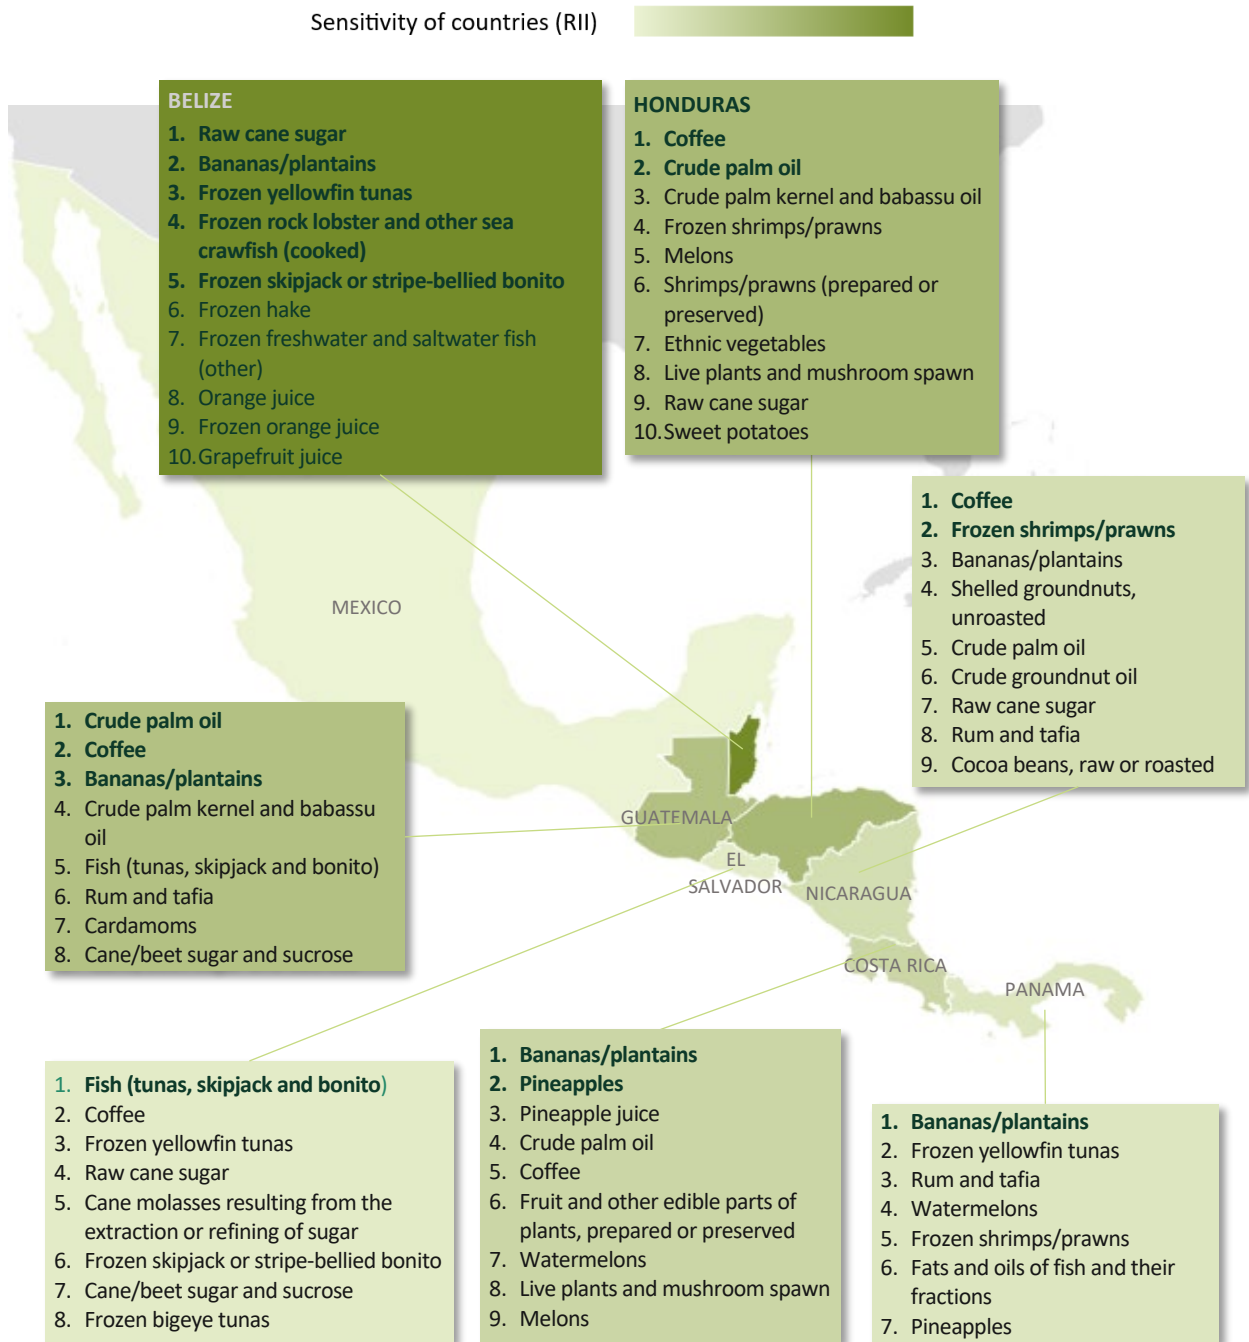 Sensitivity of countries (RII)
BELIZE
1. Raw cane sugar
2. Bananas/plantains
3. Frozen yellowfin tunas
4. Frozen rock lobster and other sea
crawfish (cooked)
5. Frozen skipjack or stripe-bellied bonito
6. Frozen hake
7. Frozen freshwater and saltwater fish
(other)
8. Orange juice
9. Frozen orange juice
10. Grapefruit juice
HONDURAS
1. Coffee
2. Crude palm oil
3. Crude palm kernel and babassu oil
4. Frozen shrimps/prawns
5. Melons
6. Shrimps/prawns (prepared or
preserved)
7. Ethnic vegetables
8. Live plants and mushroom spawn
9. Raw cane sugar
10. Sweet potatoes
1. Coffee
2. Frozen shrimps/prawns
3. Bananas/plantains
4. Shelled groundnuts,
unroasted
5. Crude palm oil
6. Crude groundnut oil
7. Raw cane sugar
8. Rum and tafia
9. Cocoa beans, raw or roasted
MEXICO
1. Crude palm oil
2. Coffee
3. Bananas/plantains
4. Crude palm kernel and babassu
oil
5. Fish (tunas, skipjack and bonito)
6. Rum and tafia
7. Cardamoms
8. Cane/beet sugar and sucrose
GUATEMALA
EL
SALVADOR
NICARAGUA
COSTA RICA
PANAMA
1. Fish (tunas, skipjack and bonito)
2. Coffee
3. Frozen yellowfin tunas
4. Raw cane sugar
5. Cane molasses resulting from the
extraction or refining of sugar
6. Frozen skipjack or stripe-bellied bonito
7. Cane/beet sugar and sucrose
8. Frozen bigeye tunas
1. Bananas/plantains
2. Pineapples
3. Pineapple juice
4. Crude palm oil
5. Coffee
6. Fruit and other edible parts of
plants, prepared or preserved
7. Watermelons
8. Live plants and mushroom spawn
9. Melons
1. Bananas/plantains
2. Frozen yellowfin tunas
3. Rum and tafia
4. Watermelons
5. Frozen shrimps/prawns
6. Fats and oils of fish and their
fractions
7. Pineapples